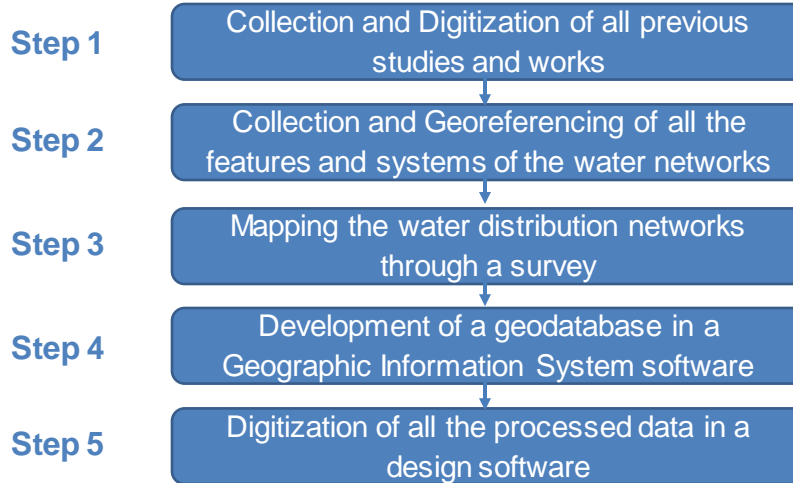 Step 1
Collection and Digitization of all previous
studies and works
Step 2
Collection and Georeferencing of all the
features and systems of the water networks
Step 3
Mapping the water distribution networks
through a survey
Step 4
Development of a geodatabase in a
Geographic Information System software
Step 5
Digitization of all the processed data in a
design software